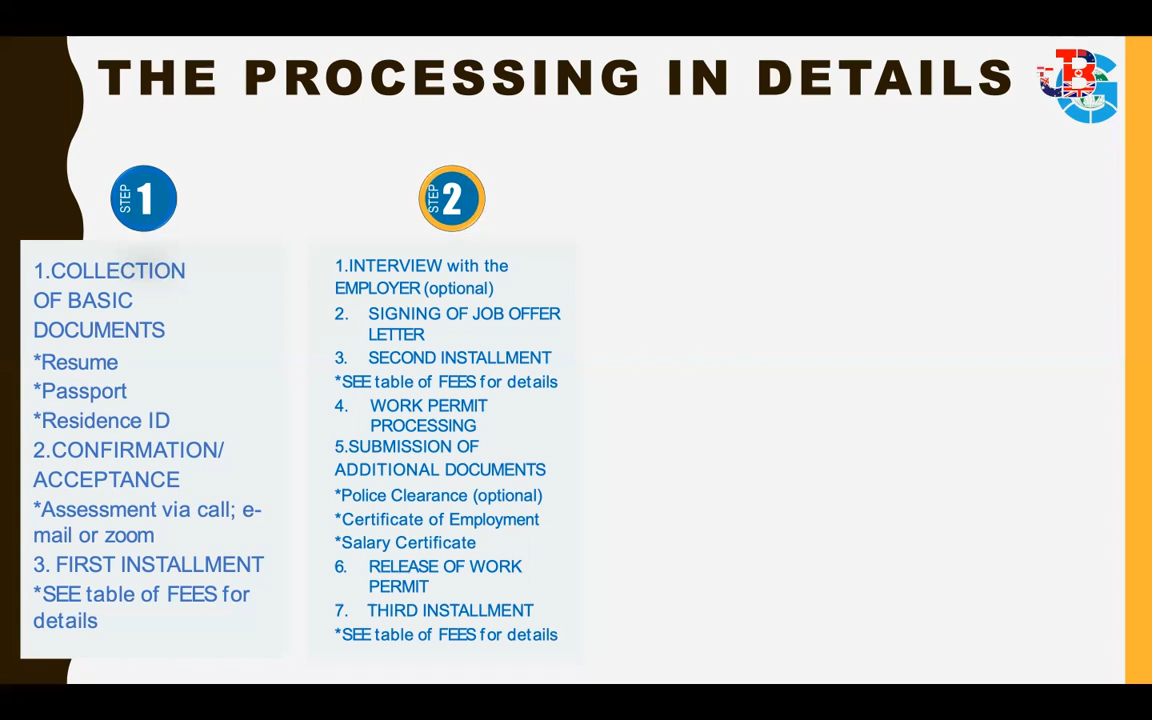 THE PROCESSING IN DETAILS
STEP 1
1.COLLECTION
OF BASIC
DOCUMENTS
*Resume
*Passport
*Residence ID
2.CONFIRMATION/
ACCEPTANCE
*Assessment via call; e-
mail or zoom
3. FIRST INSTALLMENT
*SEE table of FEES for
details
STEP 2
1.INTERVIEW with the
EMPLOYER (optional)
2. SIGNING OF JOB OFFER
LETTER
3. SECOND INSTALLMENT
*SEE table of FEES for details
4. WORK PERMIT
PROCESSING
5.SUBMISSION OF
ADDITIONAL DOCUMENTS
*Police Clearance (optional)
*Certificate of Employment
*Salary Certificate
6. RELEASE OF WORK
PERMIT
7. THIRD INSTALLMENT
*SEE table of FEES for details